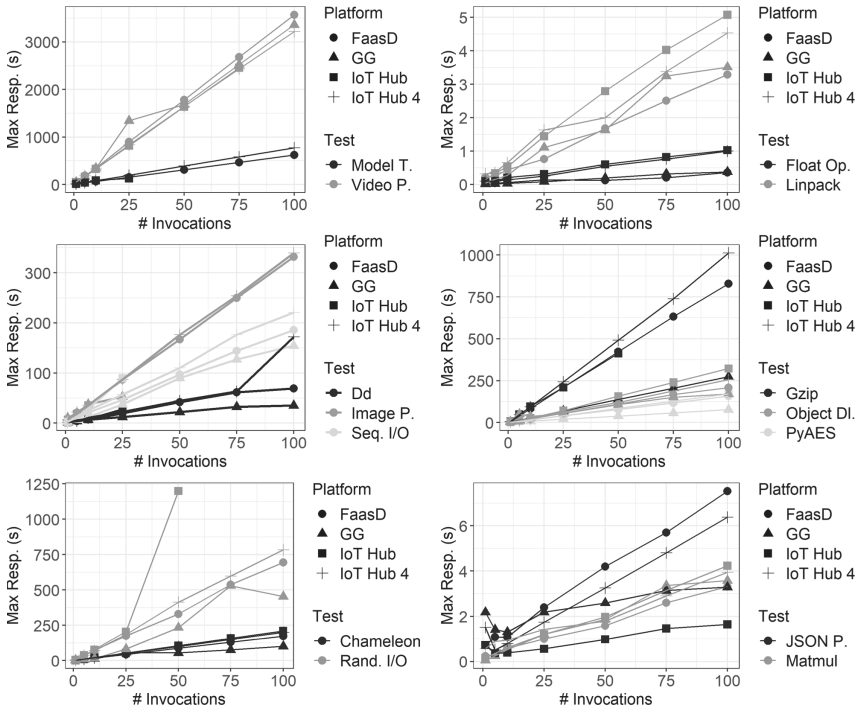 Max Resp. (s)
3000
2000
1000
0
0
25
50
75
100
# Invocations
Platform
FaasD
GG
IoT Hub
IoT Hub 4
Test
Model T.
Video P.
Max Resp. (s)
5
4
3
2
1
0
0
25
50
75
100
# Invocations
Platform
FaasD
GG
IoT Hub
IoT Hub 4
Test
Float Op.
Linpack
Max Resp. (s)
300
200
100
0
0
25
50
75
100
# Invocations
Platform
FaasD
GG
IoT Hub
IoT Hub 4
Test
Dd
Image P.
Seq. I/O
Max Resp. (s)
1000
750
500
250
0
0
25
50
75
100
# Invocations
Platform
FaasD
GG
IoT Hub
IoT Hub 4
Test
Gzip
Object Dl.
PyAES
Max Resp. (s)
1250
1000
750
500
250
0
0
25
50
75
100
# Invocations
Platform
FaasD
GG
IoT Hub
IoT Hub 4
Test
Chameleon
Rand. I/O
Max Resp. (s)
6
4
2
0
0
25
50
75
100
# Invocations
Platform
FaasD
GG
IoT Hub
IoT Hub 4
Test
JSON P.
Matmul